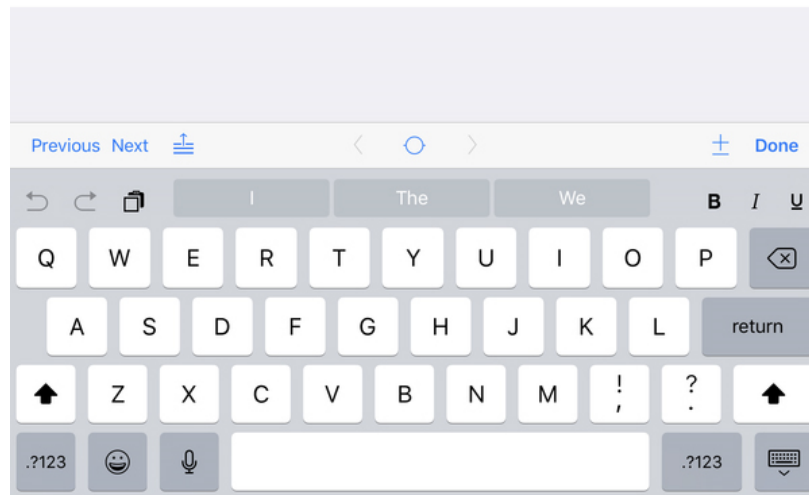 Previous Next Done
I The We B I U
Q W E R T Y U I O P
A S D F G H J K L return
Z X C V B N M ! , ? .
.?123 .?123